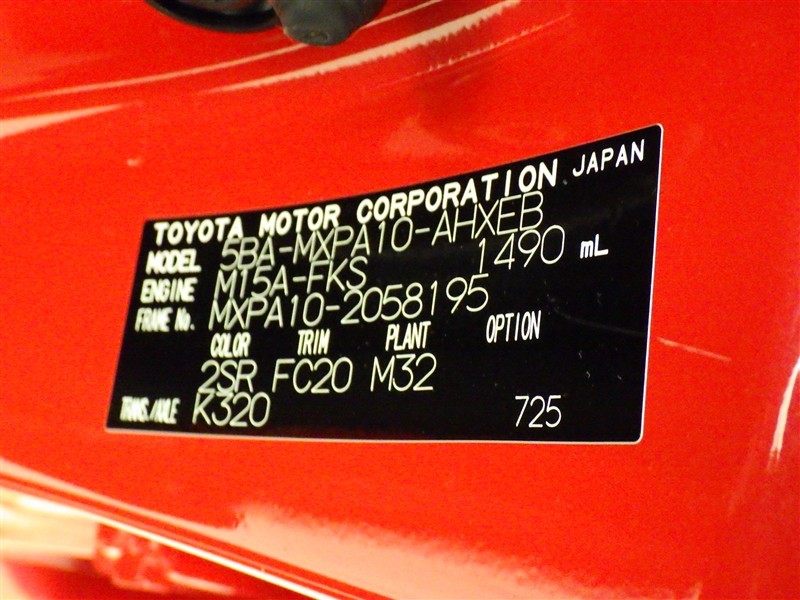 TOYOTA MOTOR CORPORATION JAPAN
MODEL 5BA-MXPA10-AHXEB
ENGINE M15A-FKS 1490 mL
FRAME No. MXPA10-2058195
COLOR TRIM PLANT OPTION
2SR FC20 M32
TRANS./AXLE K320 725